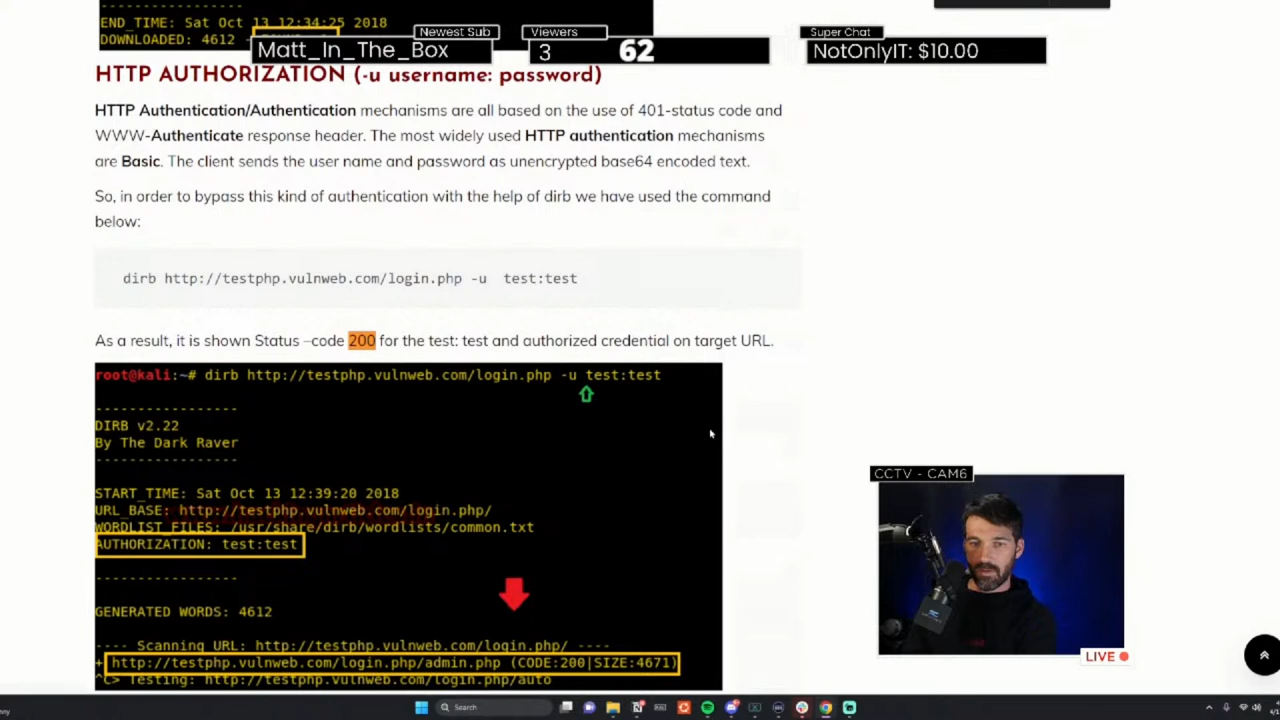 END_TIME: Sat Oct 13 12:34:25 2018
DOWNLOADED: 4612
Newest Sub
Matt_In_The_Box
Viewers
3
62
Super Chat
NotOnlyIT: $10.00
HTTP AUTHORIZATION (-u username: password)
HTTP Authentication/Authentication mechanisms are all based on the use of 401-status code and
WWW-Authenticate response header. The most widely used HTTP authentication mechanisms
are Basic. The client sends the user name and password as unencrypted base64 encoded text.
So, in order to bypass this kind of authentication with the help of dirb we have used the command
below:
dirb http://testphp.vulnweb.com/login.php -u  test:test
As a result, it is shown Status –code 200 for the test: test and authorized credential on target URL.
root@kali:~# dirb http://testphp.vulnweb.com/login.php -u test:test
-----------------
DIRB v2.22
By The Dark Raver
-----------------
START_TIME: Sat Oct 13 12:39:20 2018
URL_BASE: http://testphp.vulnweb.com/login.php/
WORDLIST_FILES: /usr/share/dirb/wordlists/common.txt
AUTHORIZATION: test:test
-----------------
GENERATED WORDS: 4612
---- Scanning URL: http://testphp.vulnweb.com/login.php/ ----
+ http://testphp.vulnweb.com/login.php/admin.php (CODE:200|SIZE:4671)
^C> Testing: http://testphp.vulnweb.com/login.php/auto
CCTV - CAM6
LIVE
Search